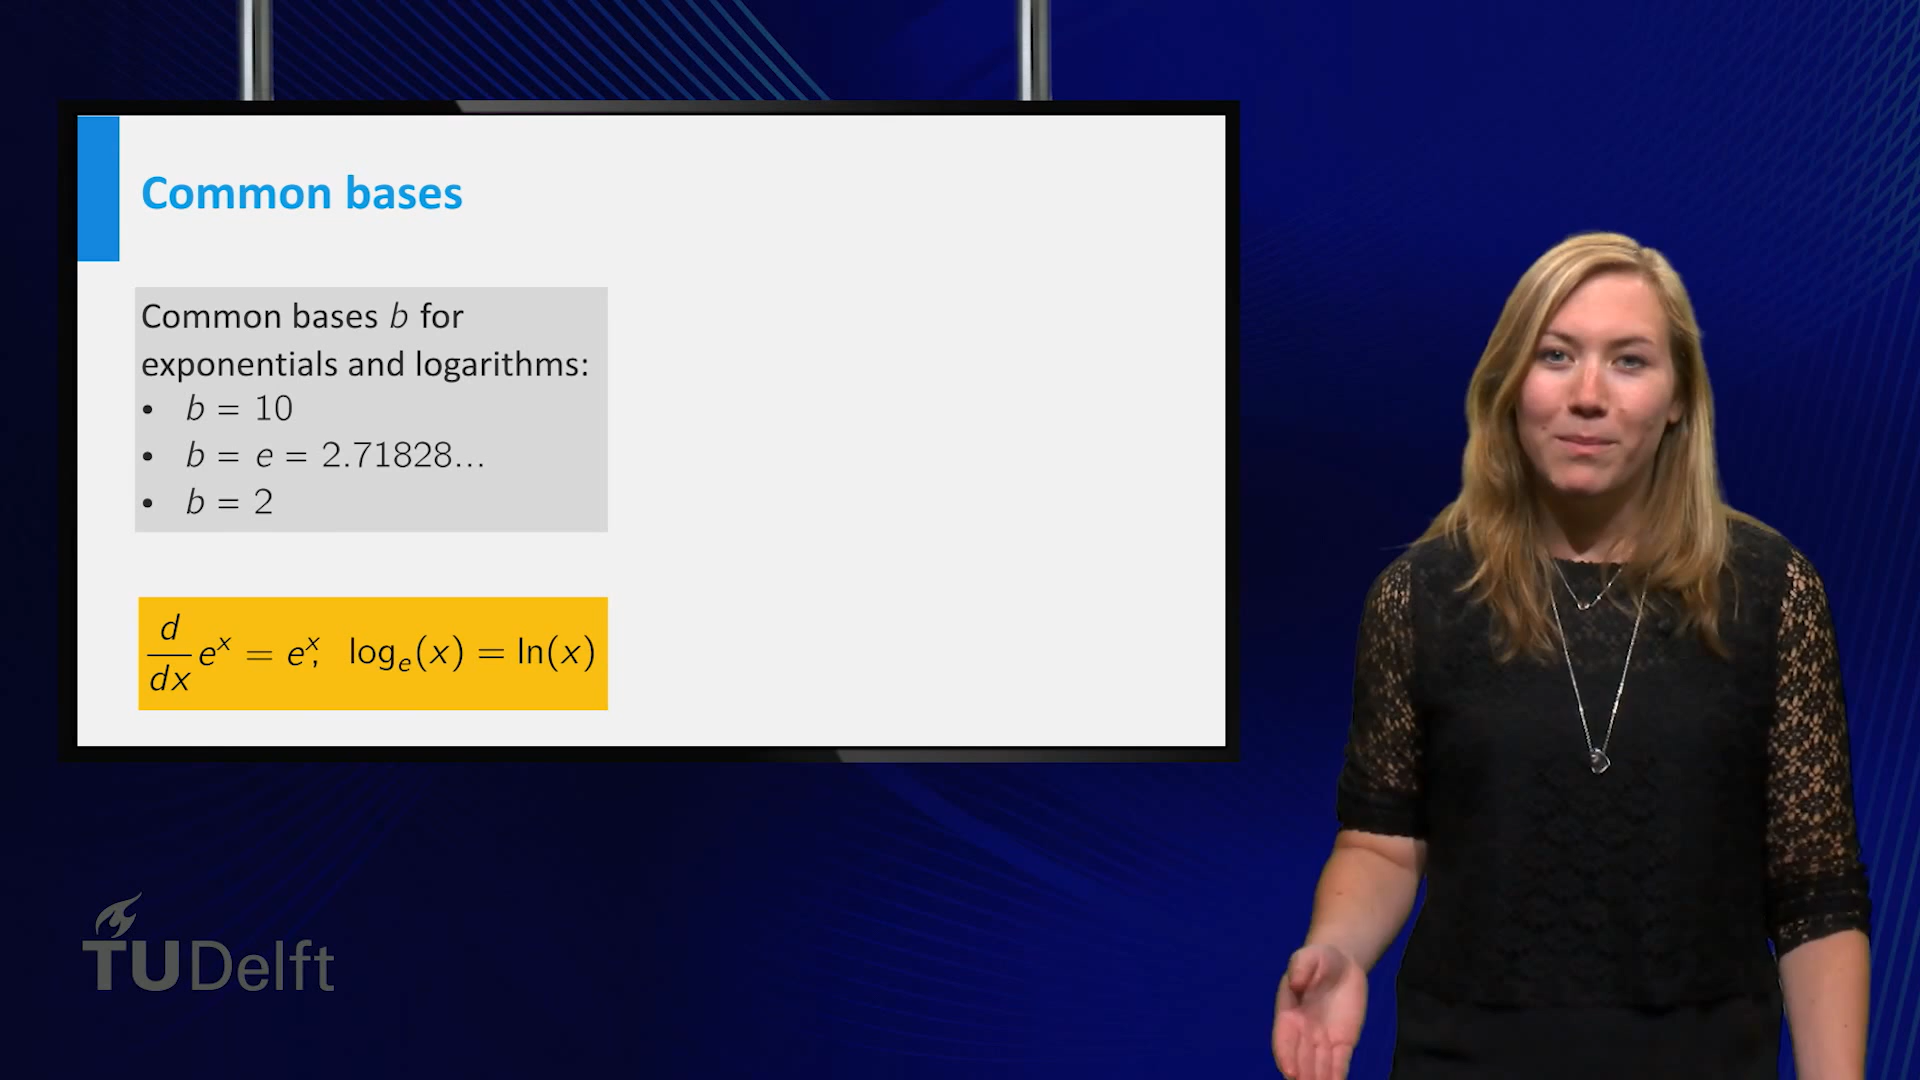 Common bases
Common bases b for
exponentials and logarithms:
• b = 10
• b = e = 2.71828...
• b = 2
d/dx e^x = e^x, log_e(x) = ln(x)
TUDelft